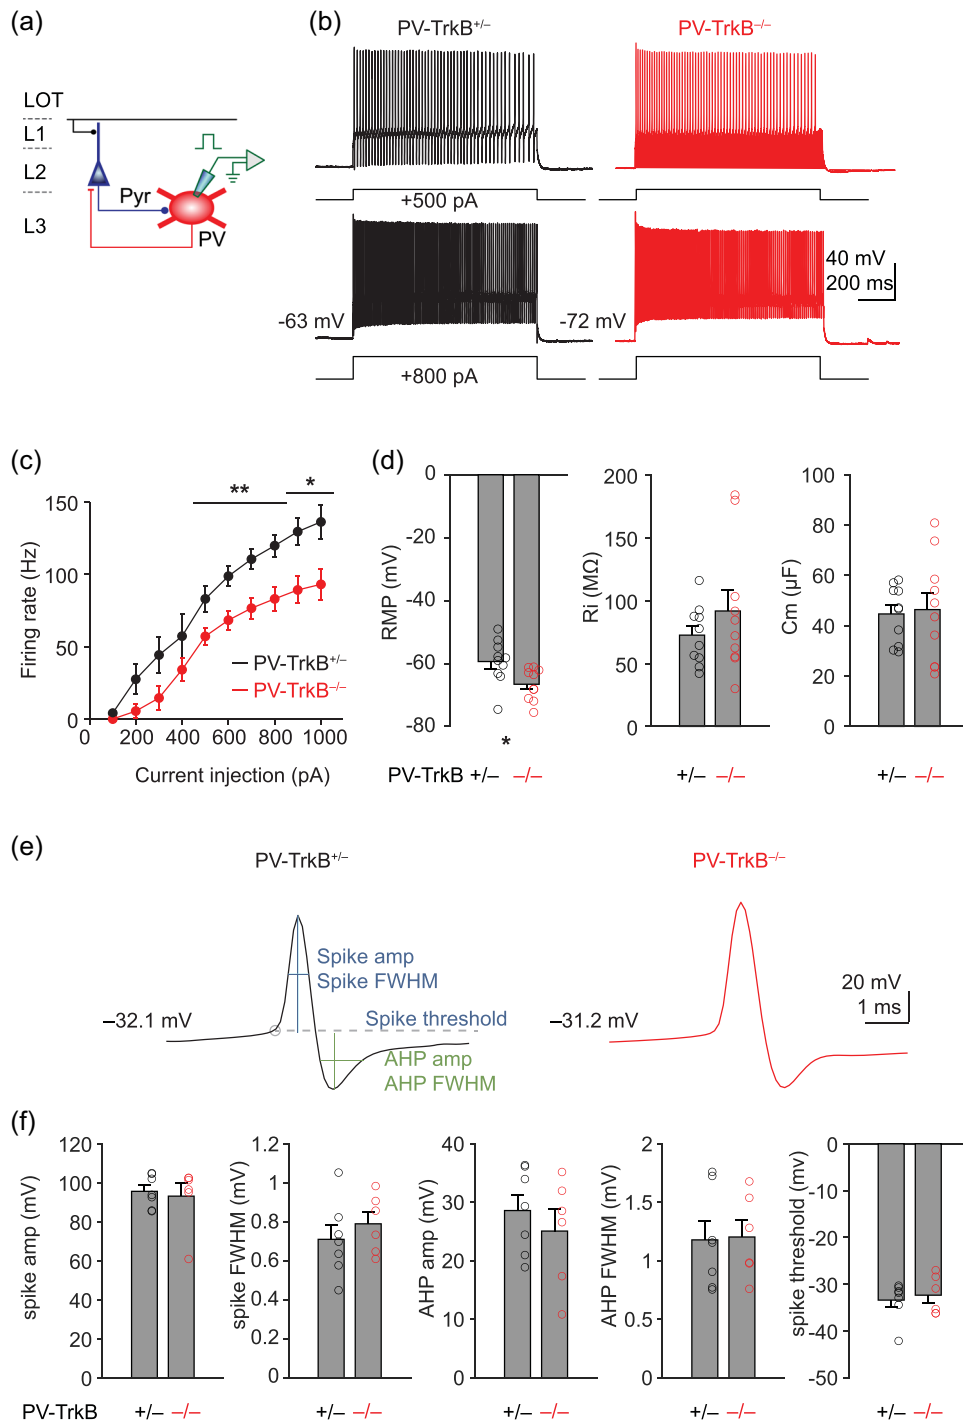 (a)
LOT
L1
L2
L3
Pyr
PV
(b)
PV-TrkB+/– PV-TrkB–/–
+500 pA
40 mV
200 ms
-63 mV -72 mV
+800 pA
(c)
Firing rate (Hz)
150
100
50
0
** *
PV-TrkB+/–
PV-TrkB–/–
0 200 400 600 800 1000
Current injection (pA)
(d)
RMP (mV)
0
-20
-40
-60
-80
*
PV-TrkB +/– –/–
Ri (MΩ)
200
150
100
50
0
+/– –/–
Cm (µF)
100
80
60
40
20
0
+/– –/–
(e)
PV-TrkB+/– PV-TrkB–/–
Spike amp
Spike FWHM
–32.1 mV
Spike threshold
AHP amp
AHP FWHM
–31.2 mV
20 mV
1 ms
(f)
spike amp (mV)
120
100
80
60
40
20
0
PV-TrkB +/– –/–
spike FWHM (mV)
1.2
1
0.8
0.6
0.4
0.2
0
+/– –/–
AHP amp (mV)
40
30
20
10
0
+/– –/–
AHP FWHM (mV)
2
1.5
1
0.5
0
+/– –/–
spike threshold (mv)
0
-10
-20
-30
-40
-50
+/– –/–